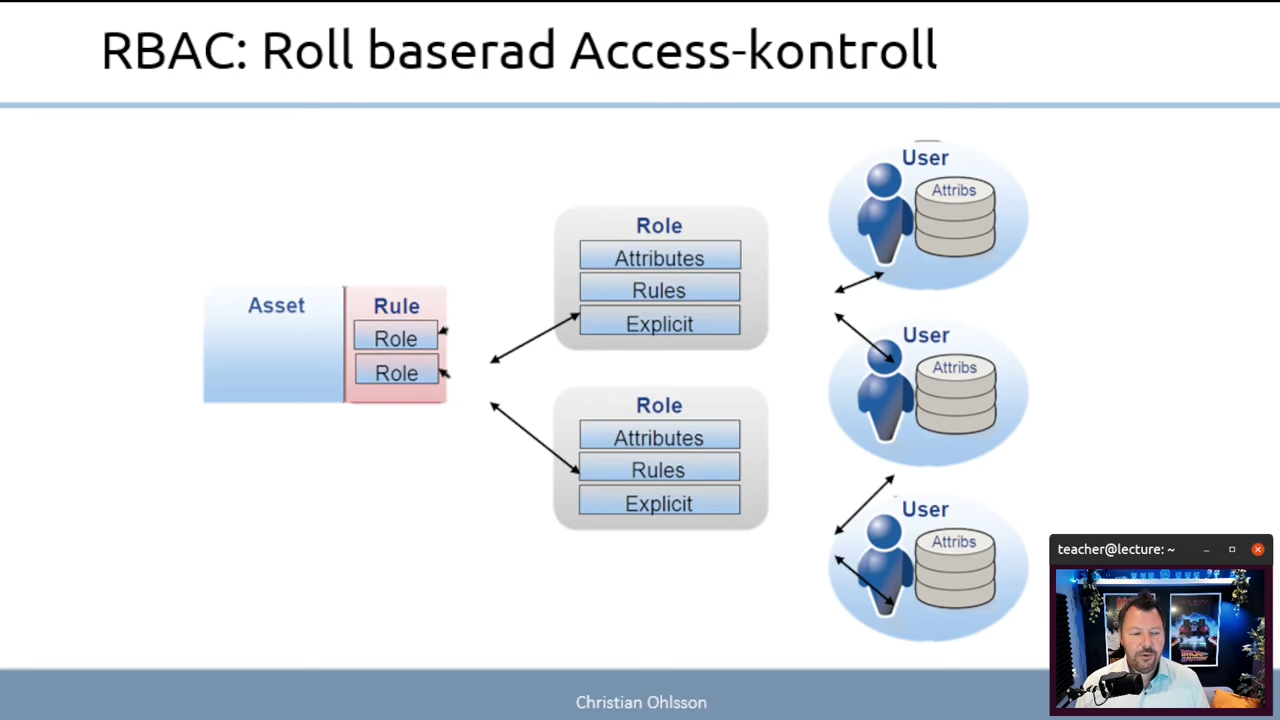 RBAC: Roll baserad Access-kontroll
User
Attribs
Role
Attributes
Rules
Explicit
Asset
Rule
Role
Role
User
Attribs
Role
Attributes
Rules
Explicit
User
Attribs
teacher@lecture: ~
Christian Ohlsson